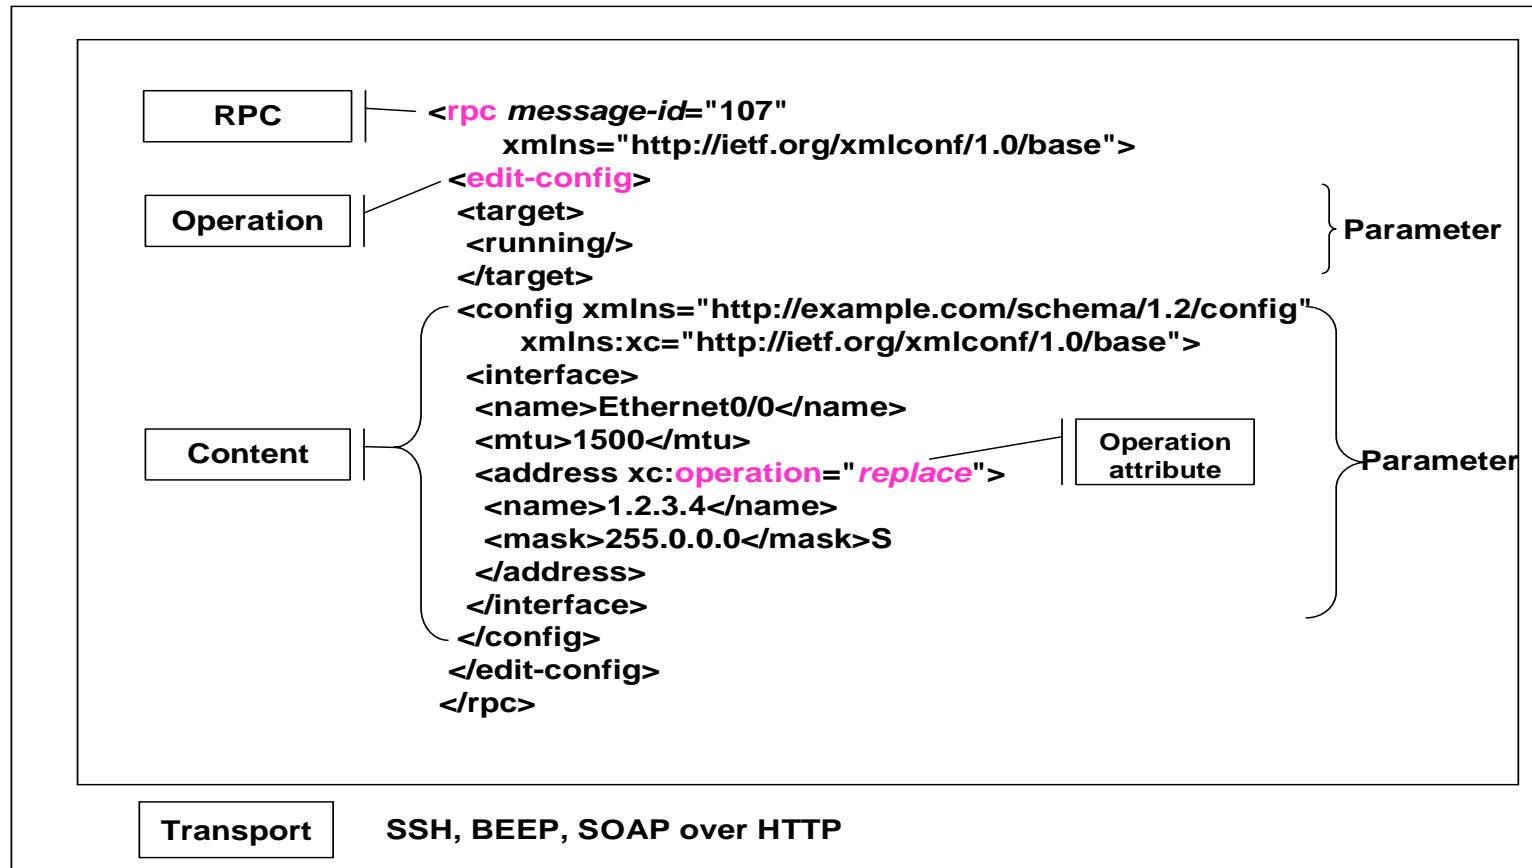 RPC
<rpc message-id="107"
xmlns="http://ietf.org/xmlconf/1.0/base">
<edit-config>
Operation
<target>
<running/>
</target>
Parameter
<config xmlns="http://example.com/schema/1.2/config"
xmlns:xc="http://ietf.org/xmlconf/1.0/base">
<interface>
<name>Ethernet0/0</name>
<mtu>1500</mtu>
Content
<address xc:operation="replace">
Operation
attribute
Parameter
<name>1.2.3.4</name>
<mask>255.0.0.0</mask>S
</address>
</interface>
</config>
</edit-config>
</rpc>
Transport
SSH, BEEP, SOAP over HTTP